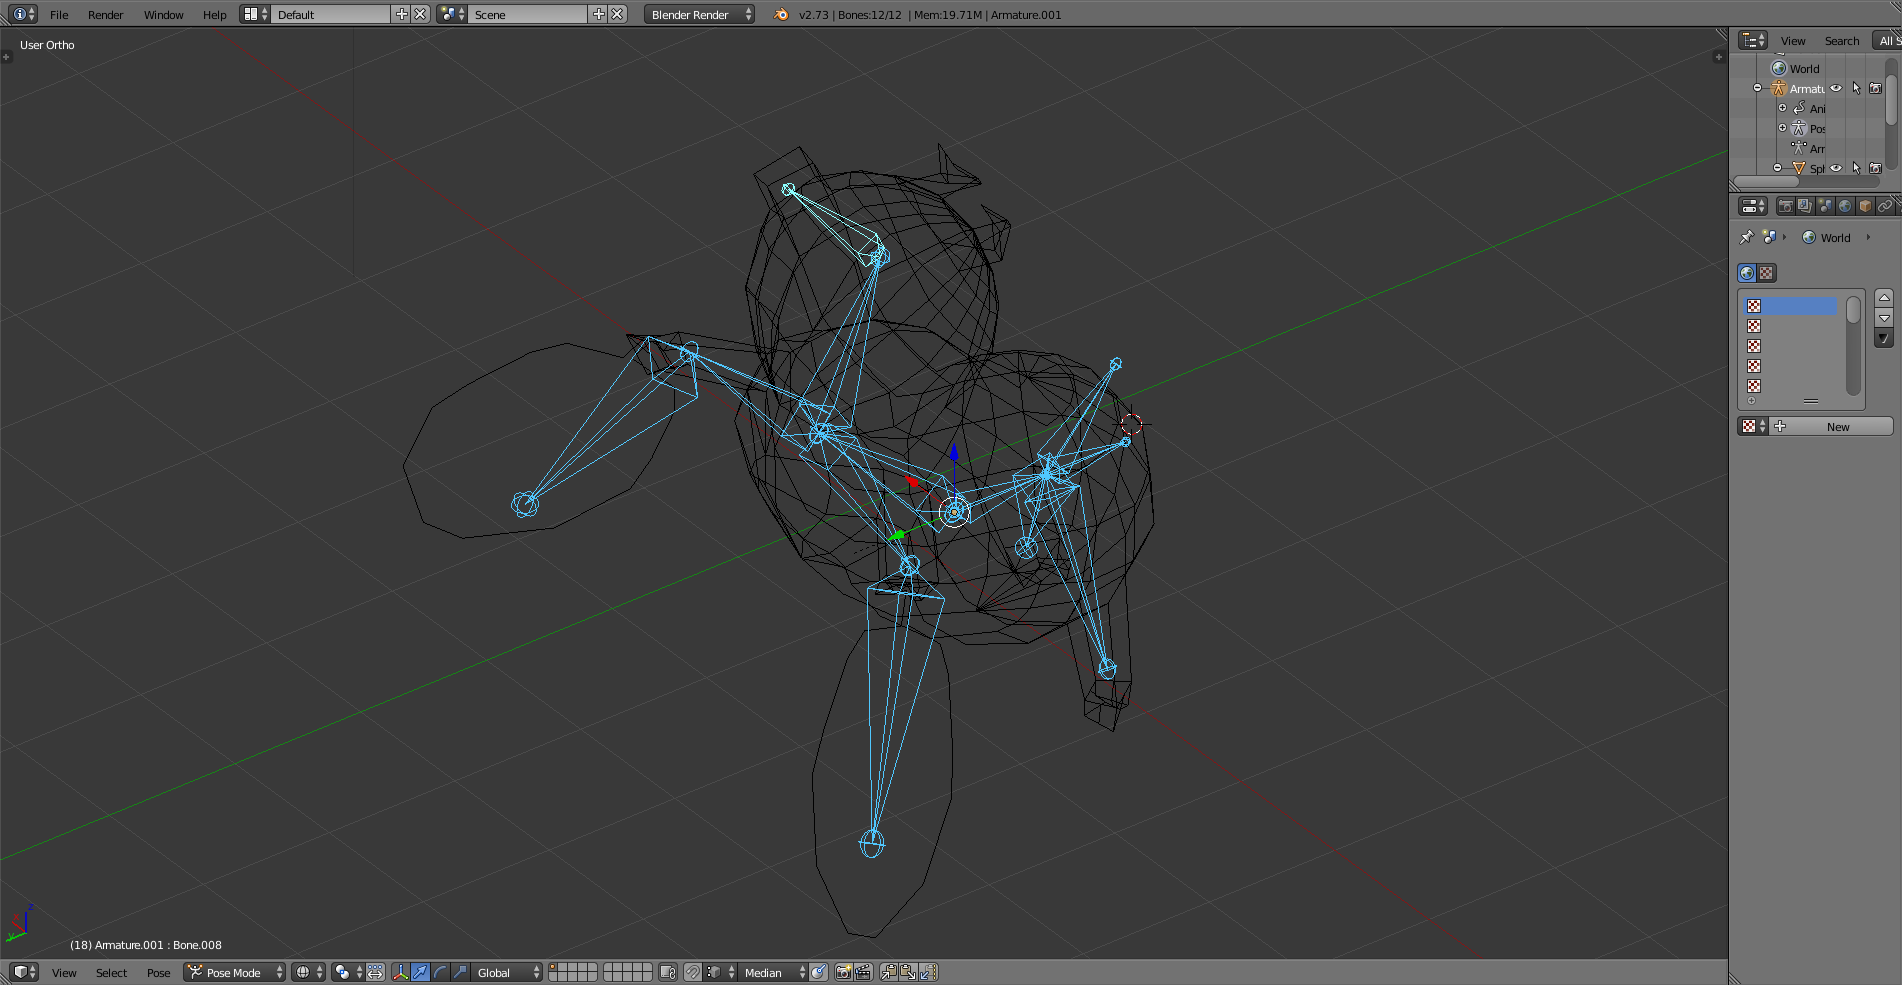 File Render Window Help Default Scene Blender Render v2.73 | Bones:12/12 | Mem:19.71M | Armature.001
User Ortho
View Search All S
World
Armatu
Ani
Pos
Arr
Sph
World
New
z
y
(18) Armature.001 : Bone.008
View Select Pose Pose Mode Global Median